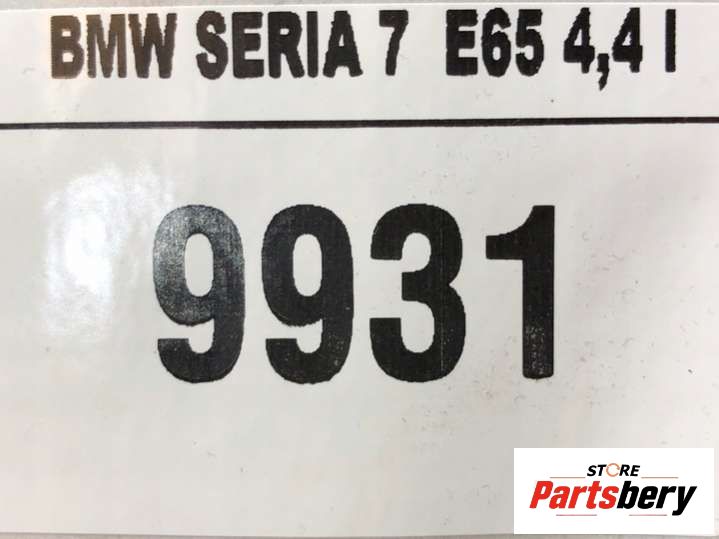 BMW SERIA 7 E65 4,4 l
9931
STORE
Partsbery